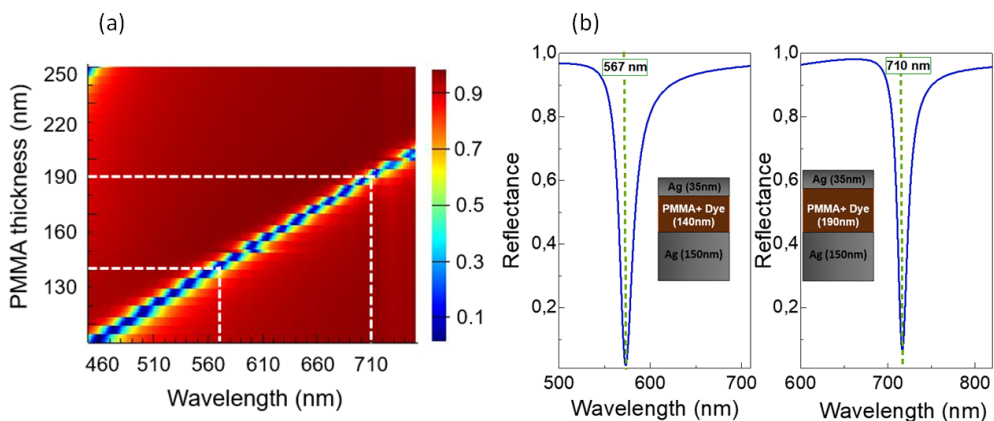 (a)
PMMA thickness (nm)
250
220
190
160
130
460 510 560 610 660 710
Wavelength (nm)
0.9
0.7
0.5
0.3
0.1
(b)
Reflectance
1,0
0,8
0,6
0,4
0,2
567 nm
Ag (35nm)
PMMA+ Dye
(140nm)
Ag (150nm)
500 600 700
Wavelength (nm)
Reflectance
1,0
0,8
0,6
0,4
0,2
710 nm
Ag (35nm)
PMMA+ Dye
(190nm)
Ag (150nm)
600 700 800
Wavelength (nm)